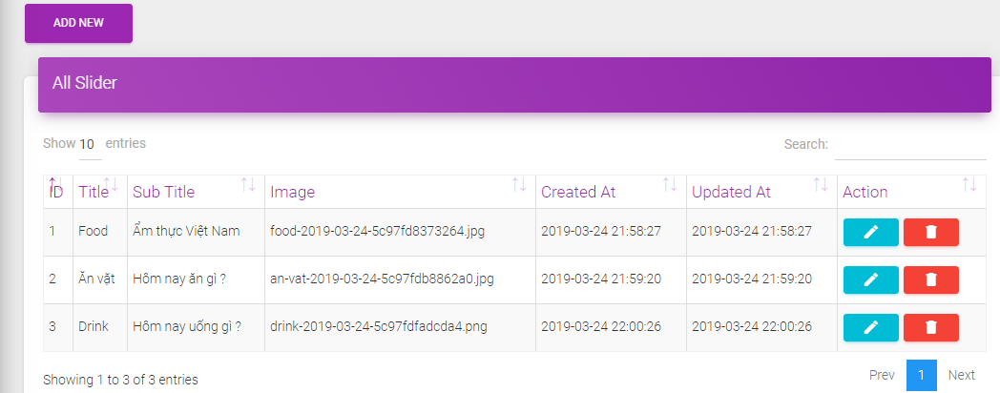 ADD NEW
All Slider
Show 10 entries Search:
ID Title Sub Title Image Created At Updated At Action
1 Food Ẩm thực Việt Nam food-2019-03-24-5c97fd8373264.jpg 2019-03-24 21:58:27 2019-03-24 21:58:27
2 Ăn vặt Hôm nay ăn gì ? an-vat-2019-03-24-5c97fdb8862a0.jpg 2019-03-24 21:59:20 2019-03-24 21:59:20
3 Drink Hôm nay uống gì ? drink-2019-03-24-5c97fdfadcda4.png 2019-03-24 22:00:26 2019-03-24 22:00:26
Showing 1 to 3 of 3 entries Prev 1 Next